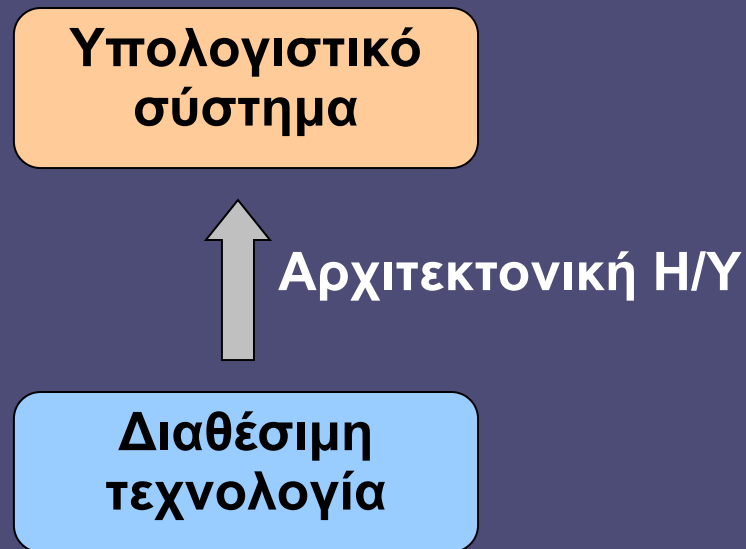 Υπολογιστικό
σύστημα
Αρχιτεκτονική Η/Υ
Διαθέσιμη
τεχνολογία